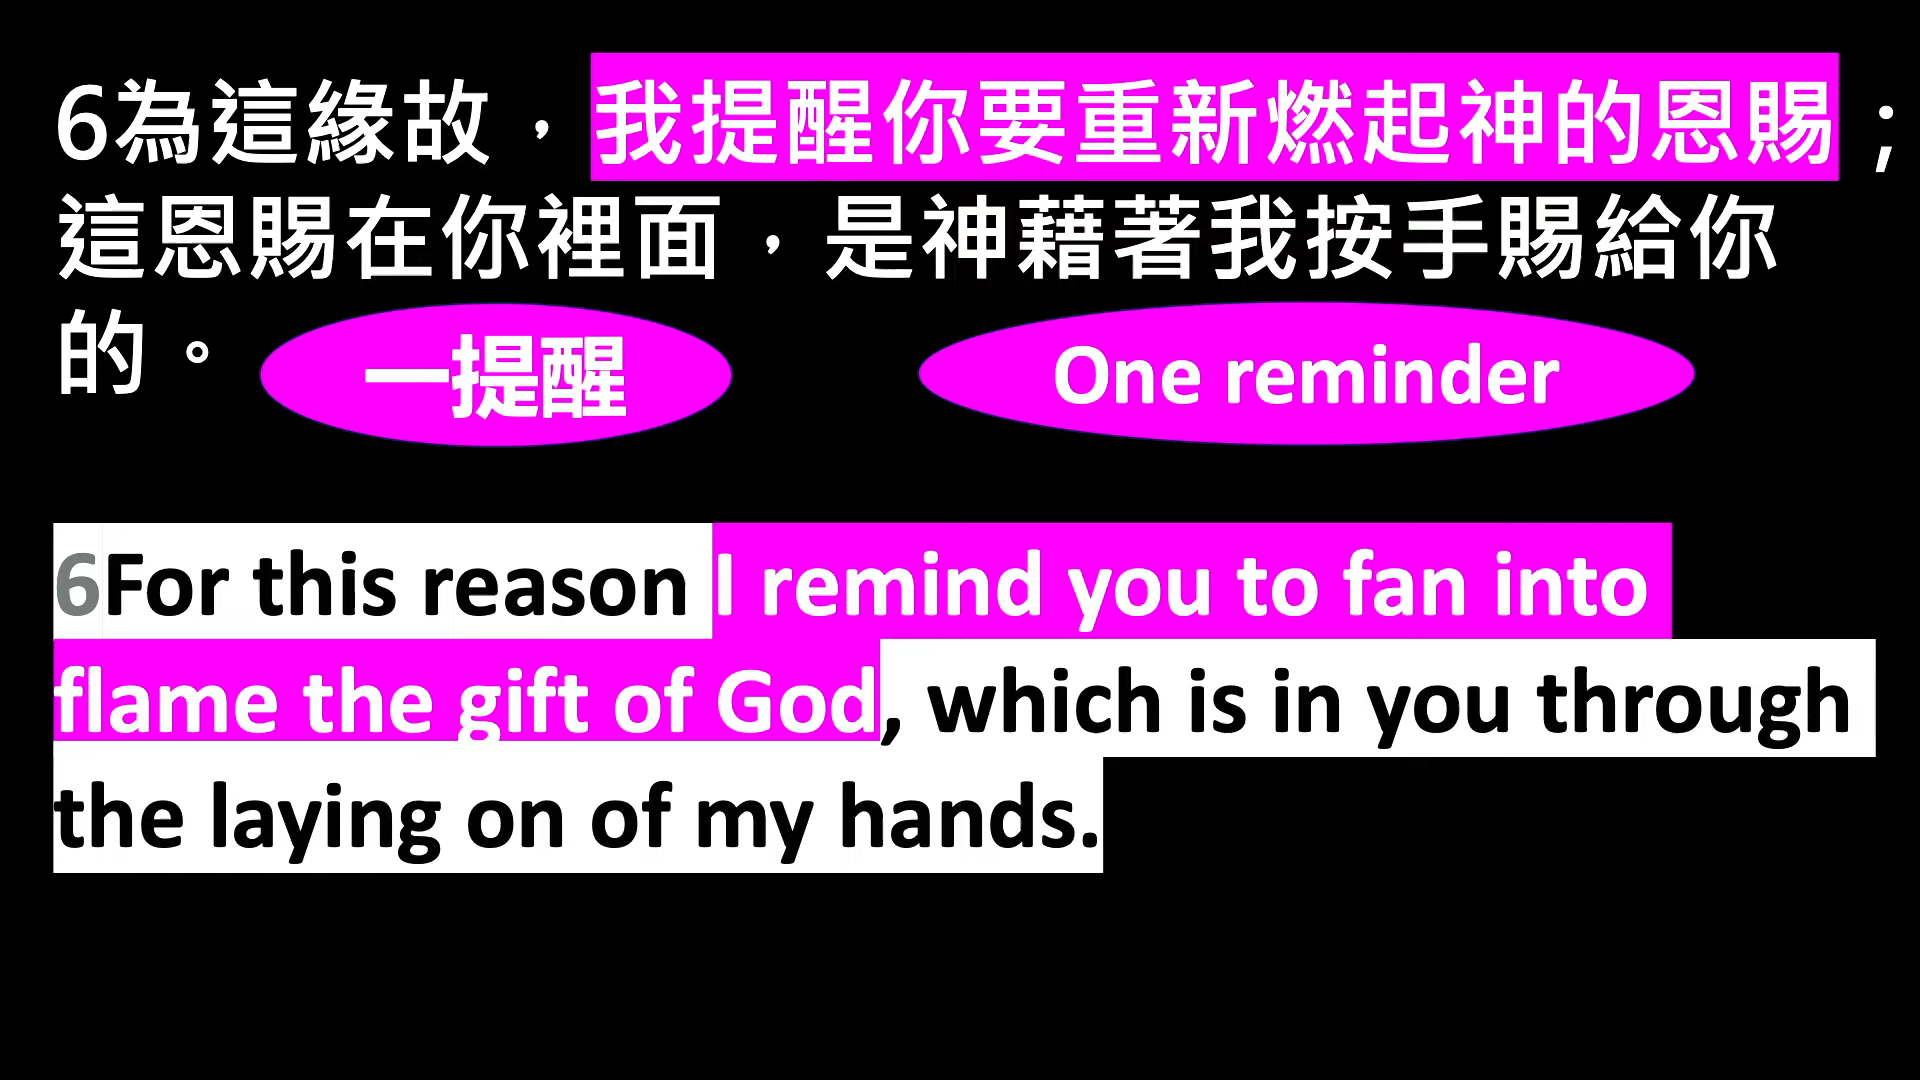 6為這緣故，我提醒你要重新燃起神的恩賜；
這恩賜在你裡面，是神藉著我按手賜給你
的。
一提醒
One reminder
6For this reason I remind you to fan into
flame the gift of God, which is in you through
the laying on of my hands.